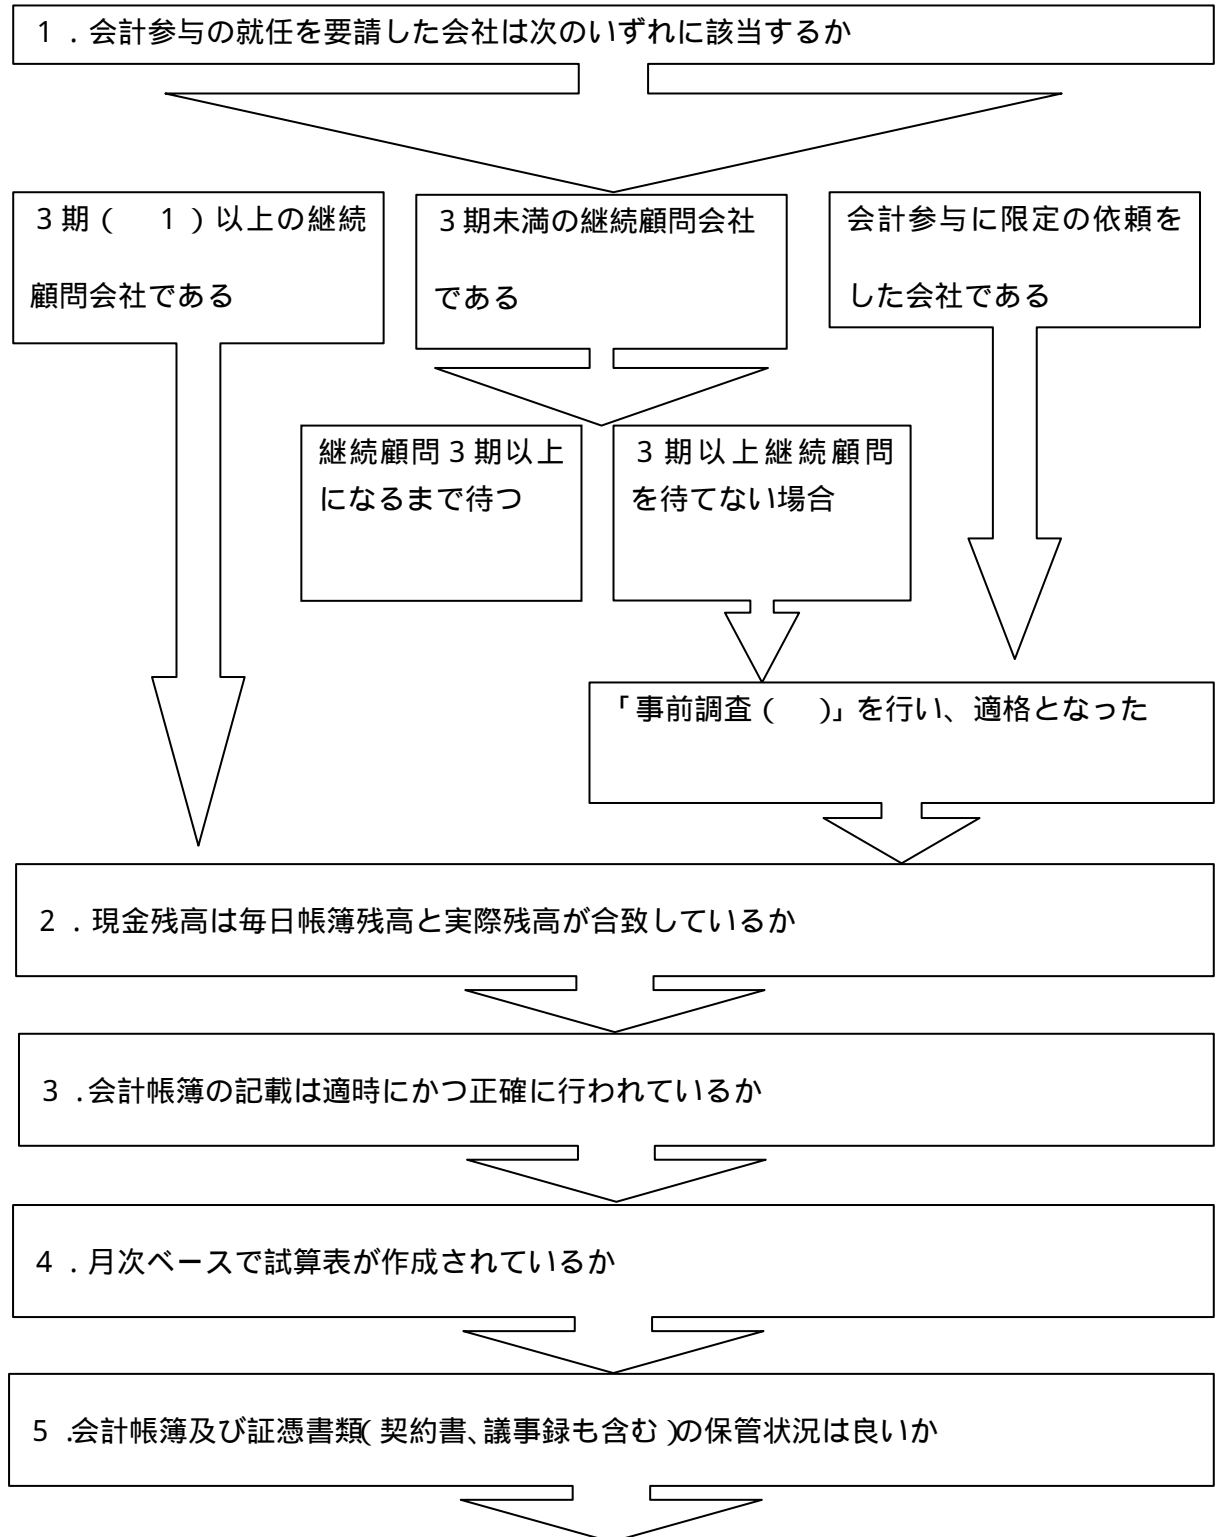 １．会計参与の就任を要請した会社は次のいずれに該当するか
３期（　１）以上の継続
顧問会社である
３期未満の継続顧問会社
である
会計参与に限定の依頼を
した会社である
継続顧問３期以上
になるまで待つ
３期以上継続顧問
を待てない場合
「事前調査（　）」を行い、適格となった
２．現金残高は毎日帳簿残高と実際残高が合致しているか
３.会計帳簿の記載は適時にかつ正確に行われているか
４．月次ベースで試算表が作成されているか
５.会計帳簿及び証憑書類(契約書、議事録も含む)の保管状況は良いか